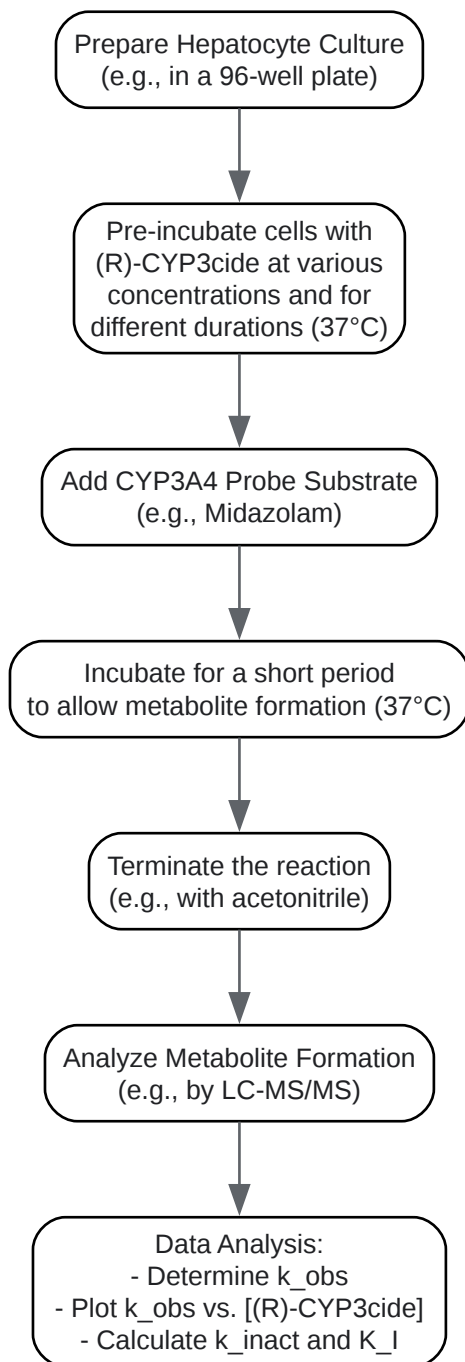 Prepare Hepatocyte Culture
(e.g., in a 96-well plate)
Pre-incubate cells with
(R)-CYP3cide at various
concentrations and for
different durations (37°C)
Add CYP3A4 Probe Substrate
(e.g., Midazolam)
Incubate for a short period
to allow metabolite formation (37°C)
Terminate the reaction
(e.g., with acetonitrile)
Analyze Metabolite Formation
(e.g., by LC-MS/MS)
Data Analysis:
- Determine k_obs
- Plot k_obs vs. [(R)-CYP3cide]
- Calculate k_inact and K_I